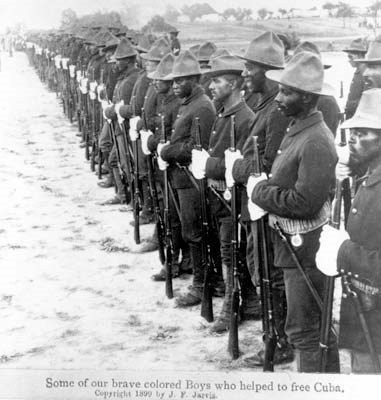 Some of our brave colored Boys who helped to free Cuba.
Copyright 1899 by J. F. Jarvis.